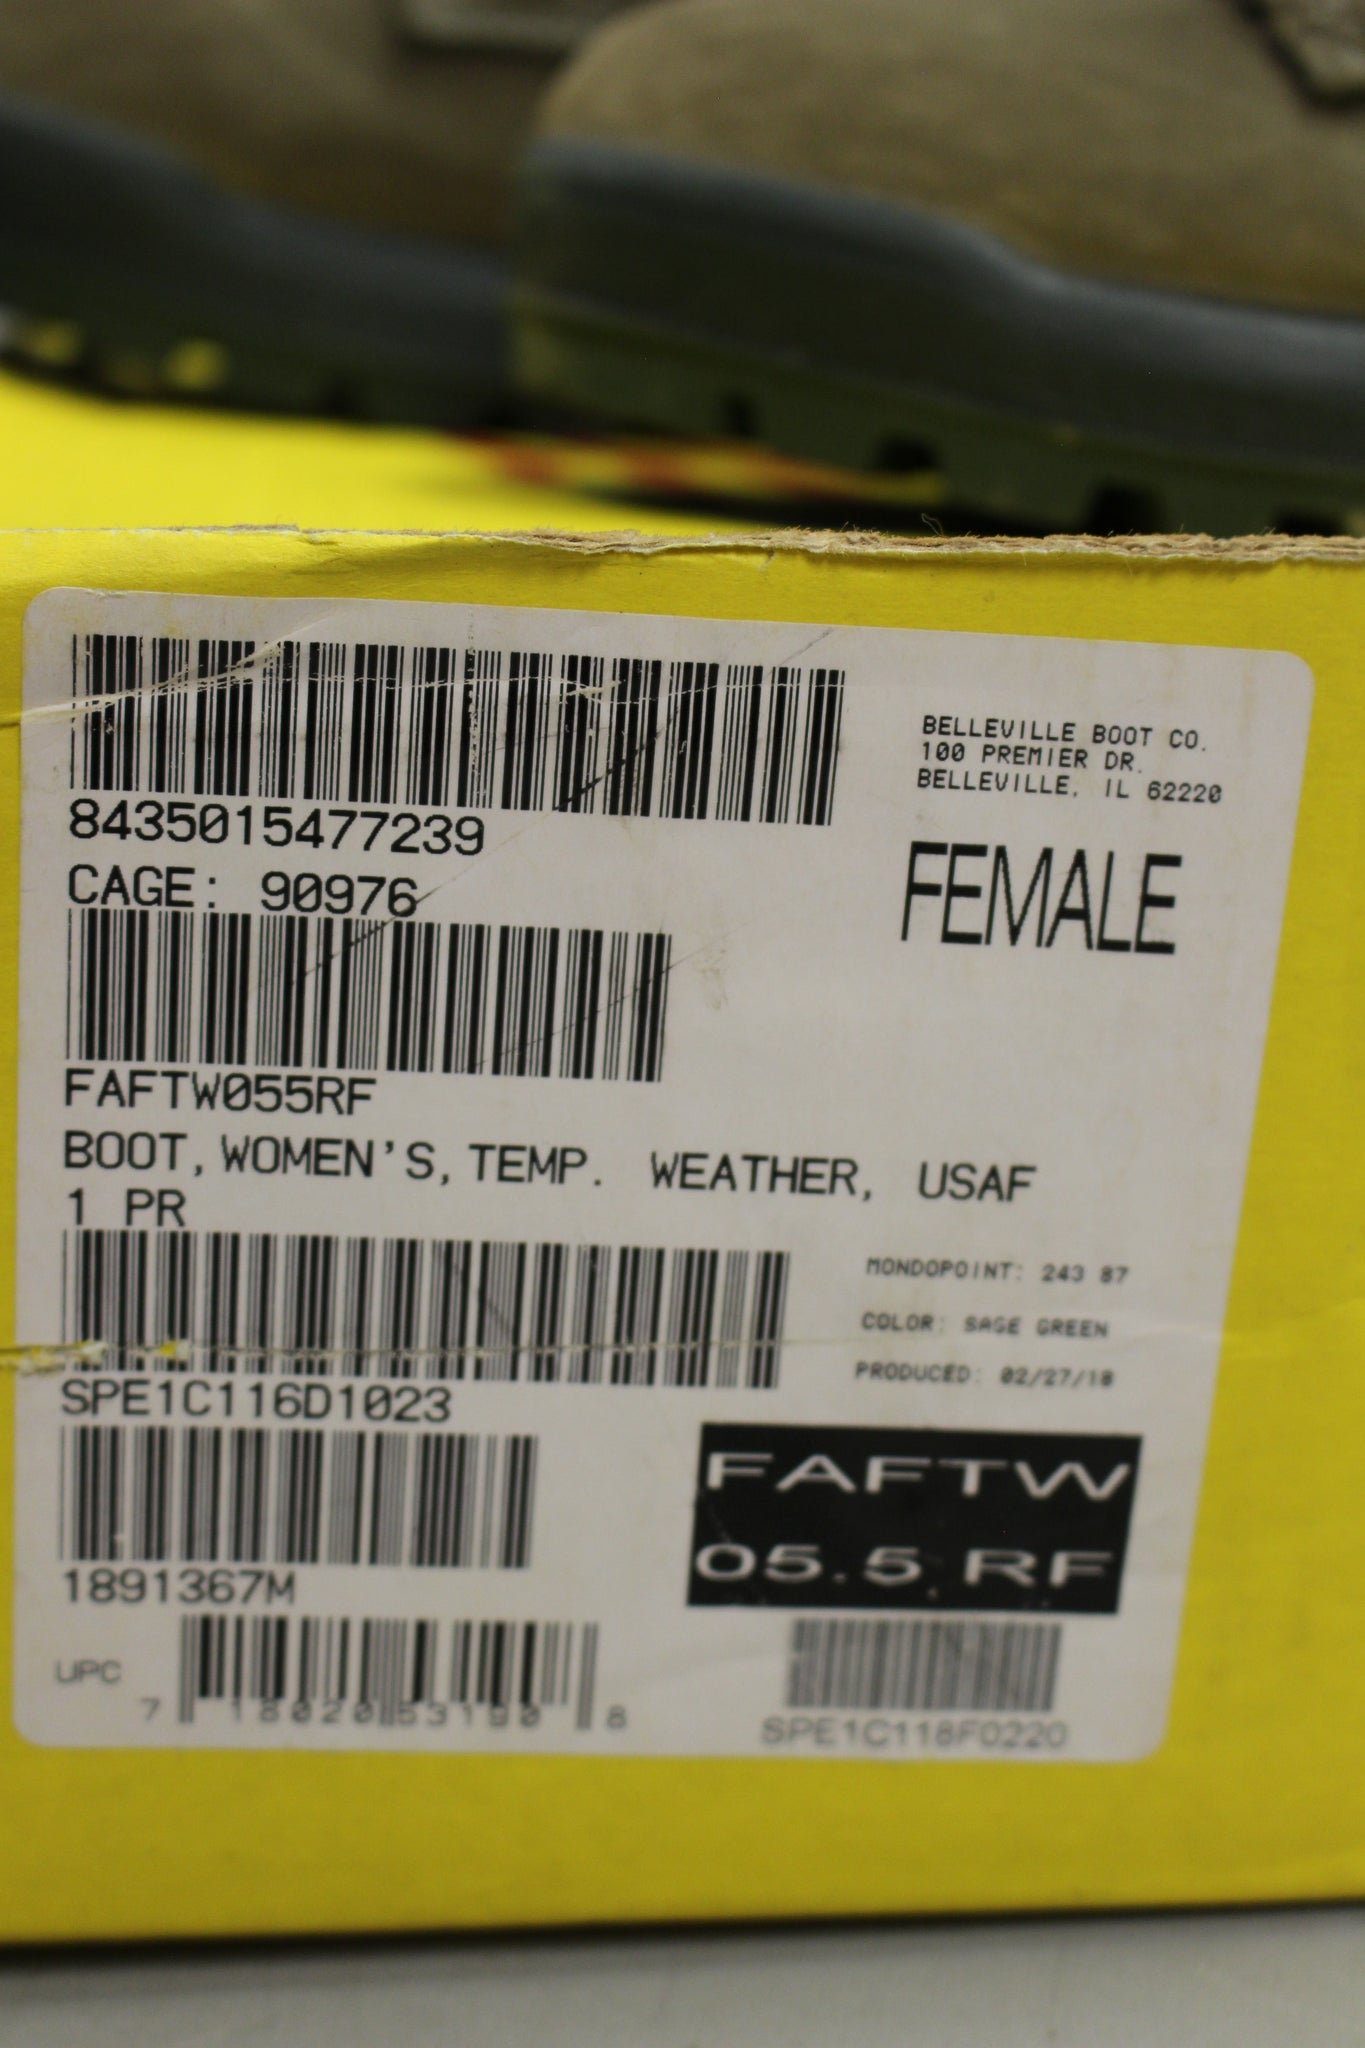 8435015477239
CAGE: 90976
BELLEVILLE BOOT CO.
100 PREMIER DR.
BELLEVILLE, IL 62220
FEMALE
FAFTW055RF
BOOT, WOMEN'S, TEMP. WEATHER, USAF
1 PR
MONDOPOINT: 243 87
COLOR: SAGE GREEN
PRODUCED: 02/27/18
SPE1C116D1023
FAFTW
05.5 RF
1891367M
UPC
7 18020 53190 8
SPE1C118F0220